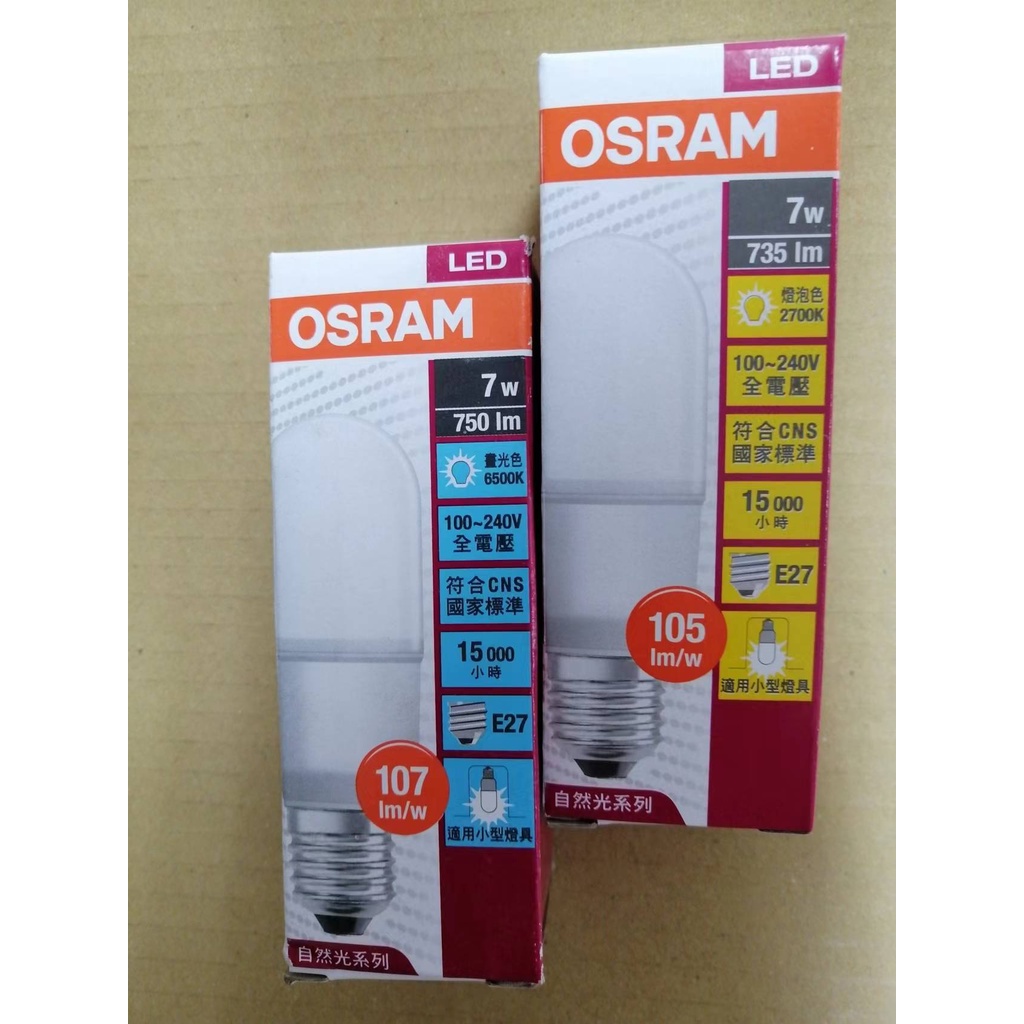 LED
OSRAM
7w
735 lm
燈泡色
2700K
100~240V
全電壓
符合CNS
國家標準
15 000
小時
E27
105
lm/w
適用小型燈具
自然光系列
LED
OSRAM
7w
750 lm
晝光色
6500K
100~240V
全電壓
符合CNS
國家標準
15 000
小時
E27
107
lm/w
適用小型燈具
自然光系列